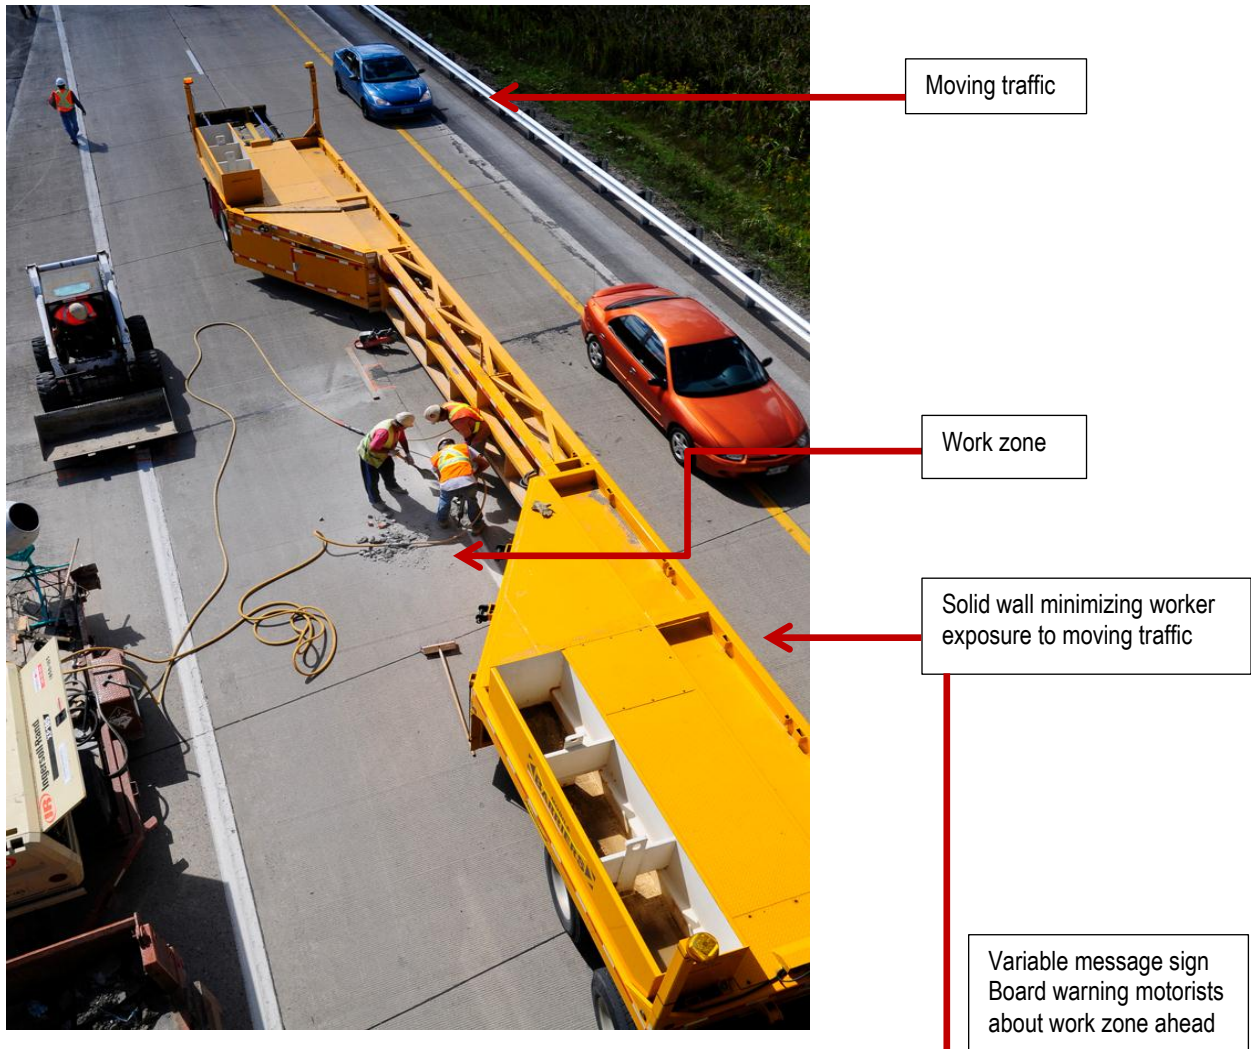 Moving traffic
Work zone
Solid wall minimizing worker
exposure to moving traffic
Variable message sign
Board warning motorists
about work zone ahead
Ingersoll Rand
IR